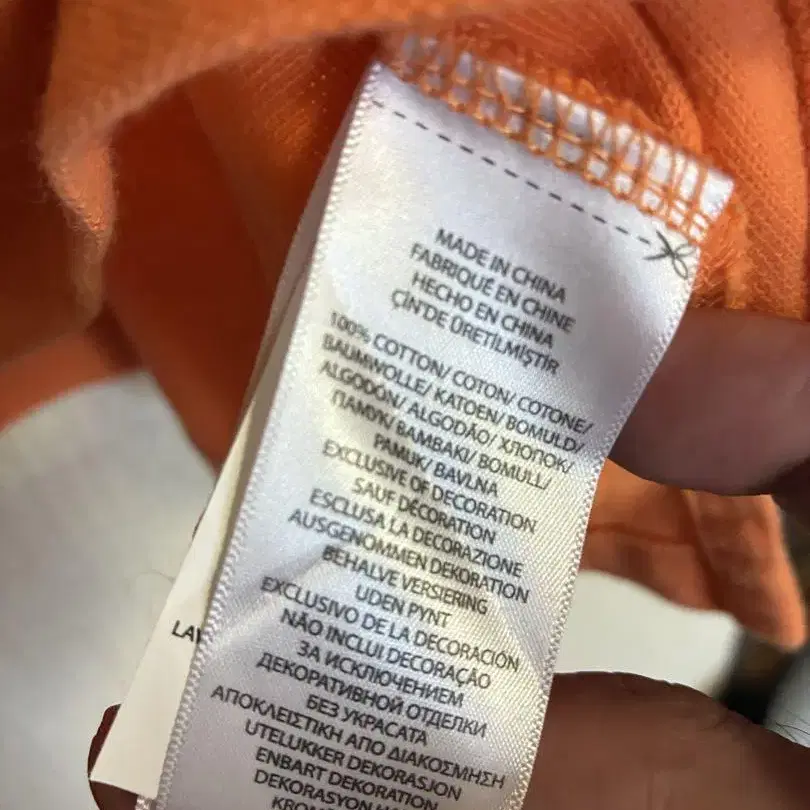 MADE IN CHINA
FABRIQUÉ EN CHINE
HECHO EN CHINA
ÇİN'DE ÜRETİLMİŞTİR
100% COTTON/ COTON/ COTONE/
BAUMWOLLE/ KATOEN/ BOMULD/
ALGODÓN/ ALGODÃO/ ХЛОПОК/
ПАМУК/ BAMBAKI/ BOMULL/
PAMUK/ BAVLNA
EXCLUSIVE OF DECORATION
SAUF DÉCORATION
ESCLUSA LA DECORAZIONE
AUSGENOMMEN DEKORATION
BEHALVE VERSIERING
UDEN PYNT
EXCLUSIVO DE LA DECORACIÓN
NÃO INCLUI DECORAÇÃO
ЗА ИСКЛЮЧЕНИЕМ
ДЕКОРАТИВНОЙ ОТДЕЛКИ
БЕЗ УКРАСАТА
ΑΠΟΚΛΕΙΣΤΙΚΗ ΑΠΟ ΔΙΑΚΟΣΜΗΣΗ
UTELUKKER DEKORASJON
ENBART DEKORATION
DEKORASYON